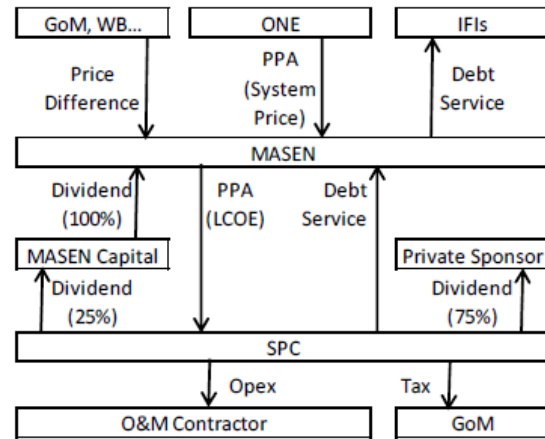 GoM, WB...
ONE
IFIs
Price
Difference
PPA
(System
Price)
Debt
Service
MASEN
Dividend
(100%)
PPA
(LCOE)
Debt
Service
MASEN Capital
Private Sponsor
Dividend
(25%)
Dividend
(75%)
SPC
Opex
Tax
O&M Contractor
GoM